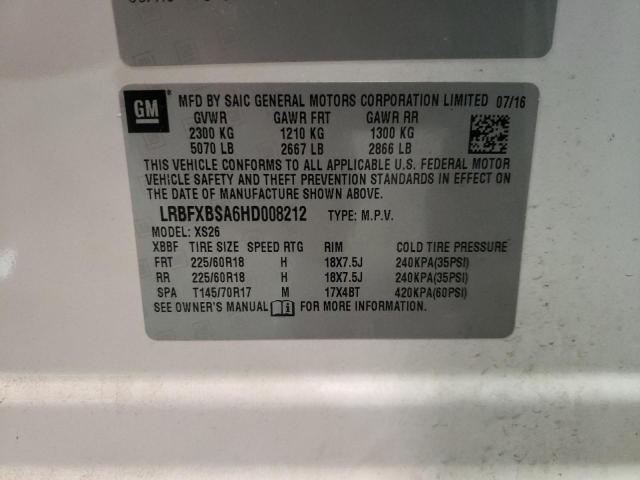 GM
MFD BY SAIC GENERAL MOTORS CORPORATION LIMITED 07/16
GVWR GAWR FRT GAWR RR
2300 KG 1210 KG 1300 KG
5070 LB 2667 LB 2866 LB
THIS VEHICLE CONFORMS TO ALL APPLICABLE U.S. FEDERAL MOTOR
VEHICLE SAFETY AND THEFT PREVENTION STANDARDS IN EFFECT ON
THE DATE OF MANUFACTURE SHOWN ABOVE.
LRBFXBSA6HD008212 TYPE: M.P.V.
MODEL: XS26
XBBF TIRE SIZE SPEED RTG RIM COLD TIRE PRESSURE
FRT 225/60R18 H 18X7.5J 240KPA(35PSI)
RR 225/60R18 H 18X7.5J 240KPA(35PSI)
SPA T145/70R17 M 17X4BT 420KPA(60PSI)
SEE OWNER'S MANUAL FOR MORE INFORMATION.